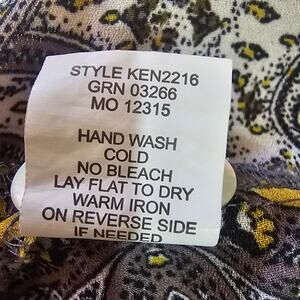 STYLE KEN2216
GRN 03266
MO 12315
HAND WASH
COLD
NO BLEACH
LAY FLAT TO DRY
WARM IRON
ON REVERSE SIDE
IF NEEDED